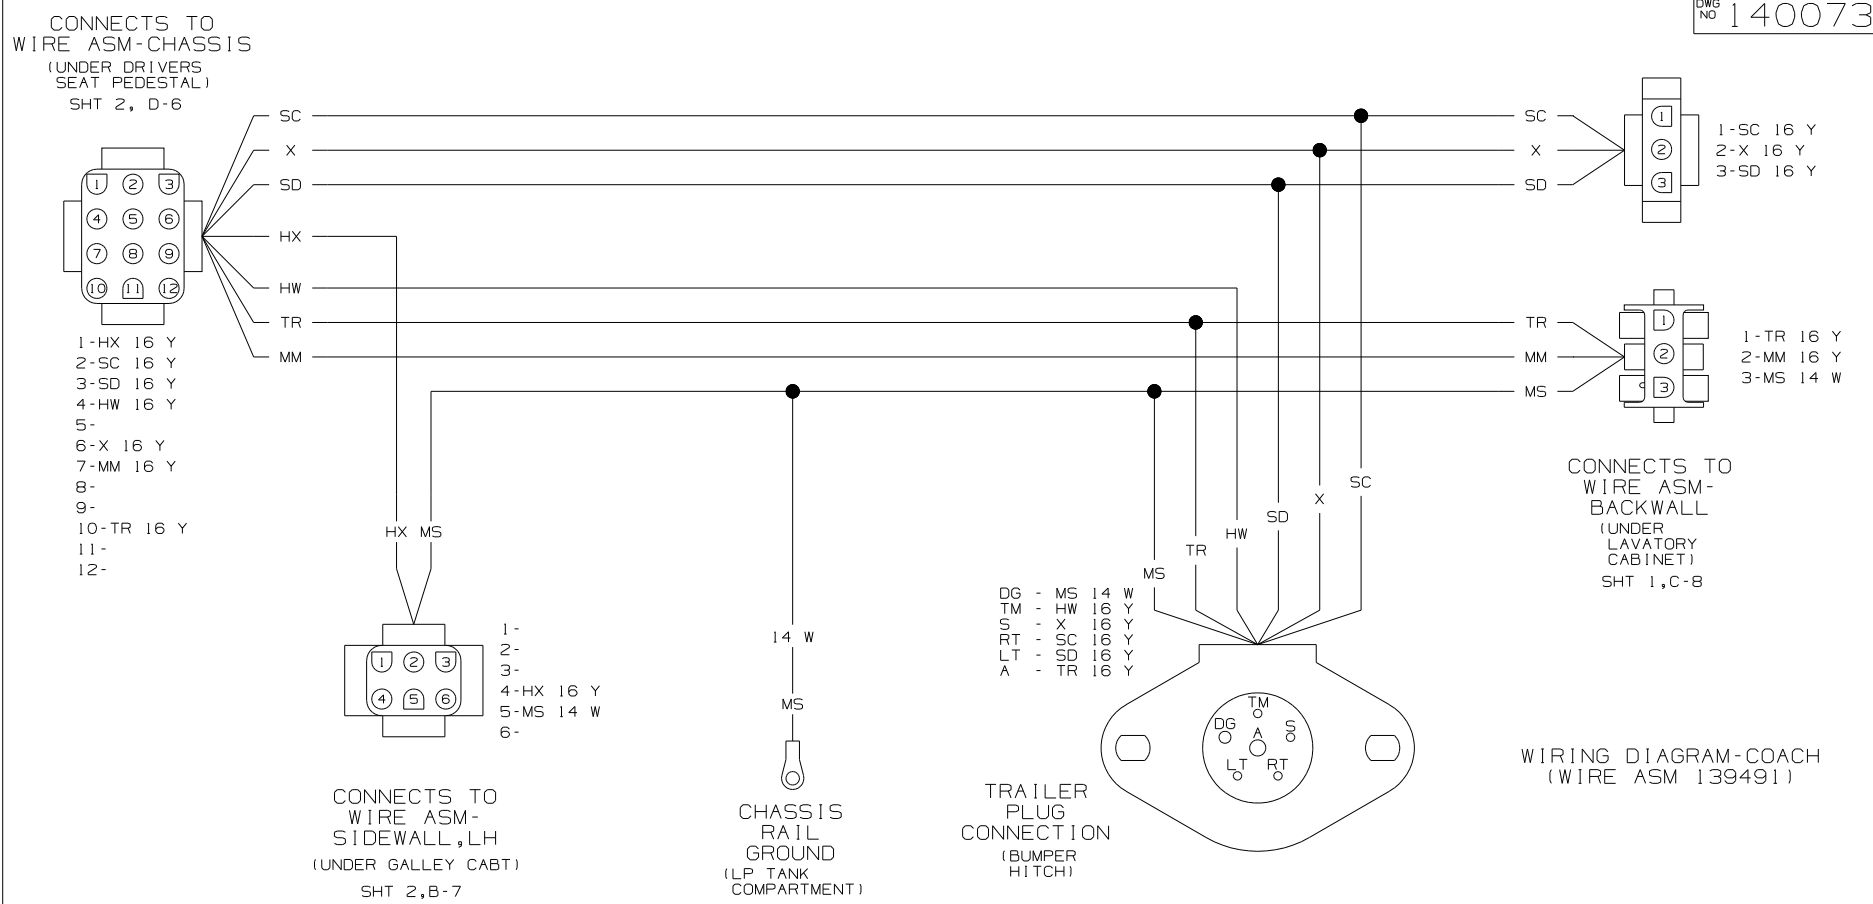 DWG
NO 140073
CONNECTS TO
WIRE ASM-CHASSIS
(UNDER DRIVERS
SEAT PEDESTAL)
SHT 2, D-6
1 2 3
4 5 6
7 8 9
10 11 12
1-HX 16 Y
2-SC 16 Y
3-SD 16 Y
4-HW 16 Y
5-
6-X 16 Y
7-MM 16 Y
8-
9-
10-TR 16 Y
11-
12-
SC
X
SD
HX
HW
TR
MM
SC
X
SD
1
2
3
1-SC 16 Y
2-X 16 Y
3-SD 16 Y
TR
MM
MS
1
2
3
1-TR 16 Y
2-MM 16 Y
3-MS 14 W
CONNECTS TO
WIRE ASM-
BACKWALL
(UNDER
LAVATORY
CABINET)
SHT 1,C-8
HX MS
1 2 3
4 5 6
1-
2-
3-
4-HX 16 Y
5-MS 14 W
6-
CONNECTS TO
WIRE ASM-
SIDEWALL,LH
(UNDER GALLEY CABT)
SHT 2,B-7
14 W
MS
CHASSIS
RAIL
GROUND
(LP TANK
COMPARTMENT)
MS
TR
HW
SD
X
SC
DG - MS 14 W
TM - HW 16 Y
S - X 16 Y
RT - SC 16 Y
LT - SD 16 Y
A - TR 16 Y
TM
DG
S
A
LT
RT
TRAILER
PLUG
CONNECTION
(BUMPER
HITCH)
WIRING DIAGRAM-COACH
(WIRE ASM 139491)